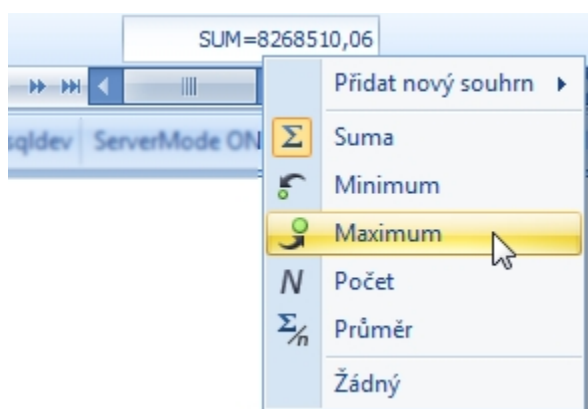 SUM=8268510,06
Přidat nový souhrn
sqldev ServerMode ON
Suma
Minimum
Maximum
N Počet
Σ/n Průměr
Žádný